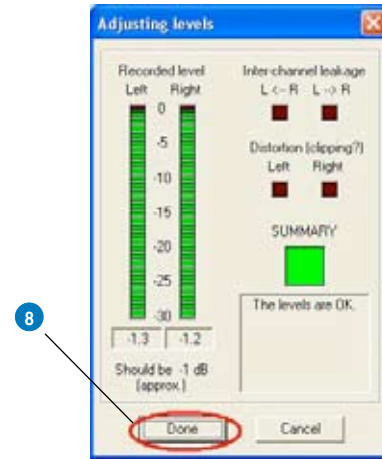 Adjusting levels
Recorded level
Left Right
0
-5
-10
-15
-20
-25
-30
-1.3 -1.2
Should be -1 dB
(approx.)
Inter-channel leakage
L <-- R L --> R
Distortion (clipping?)
Left Right
SUMMARY
The levels are OK.
8
Done Cancel